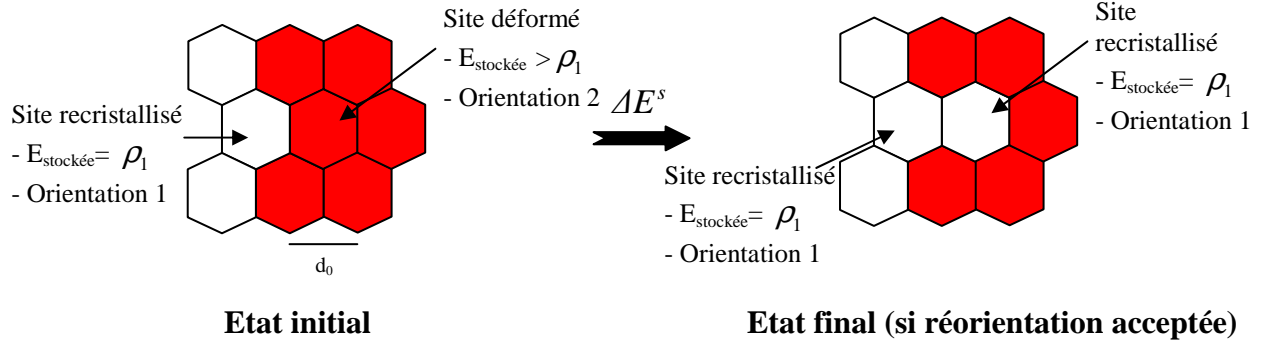 Site déformé
- Estockée > ρ1
- Orientation 2
Site recristallisé
- Estockée= ρ1
- Orientation 1
d0
ΔE^s
Site
recristallisé
- Estockée= ρ1
- Orientation 1
Site recristallisé
- Estockée= ρ1
- Orientation 1
Etat initial
Etat final (si réorientation acceptée)